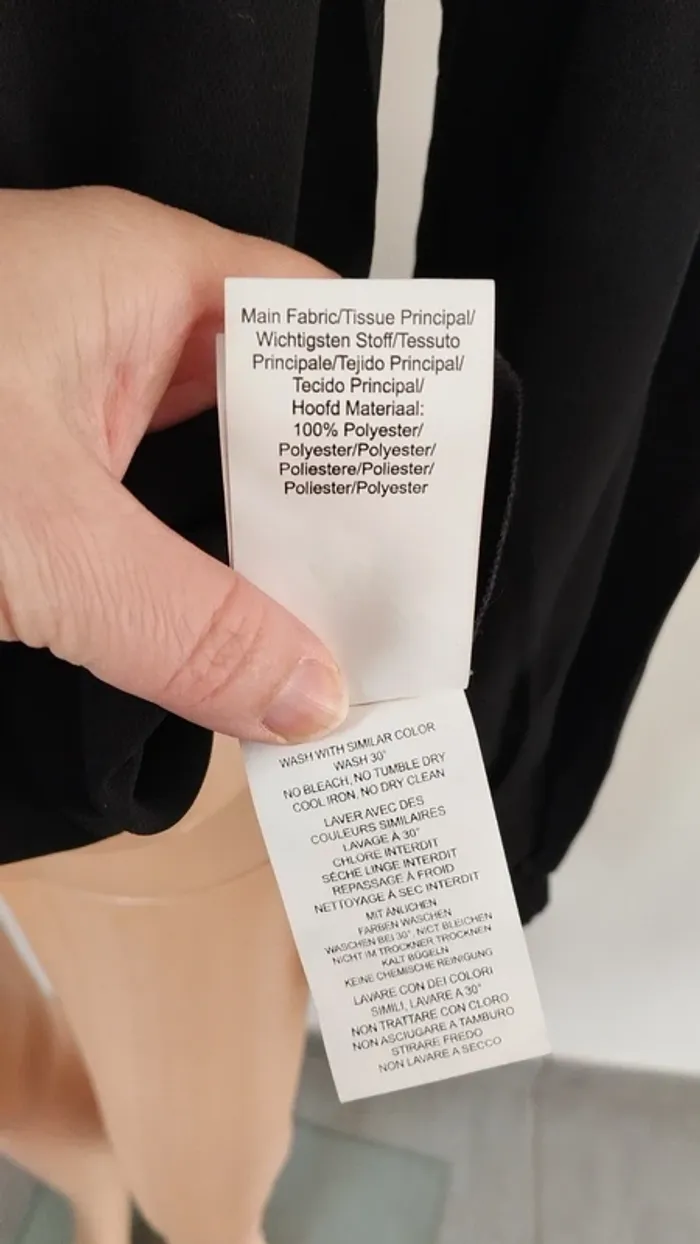 Main Fabric/Tissue Principal/
Wichtigsten Stoff/Tessuto
Principale/Tejido Principal/
Tecido Principal/
Hoofd Materiaal:
100% Polyester/
Polyester/Polyester/
Poliestere/Poliester/
Poliester/Polyester
WASH WITH SIMILAR COLOR
WASH 30°
NO BLEACH, NO TUMBLE DRY
COOL IRON, NO DRY CLEAN
LAVER AVEC DES
COULEURS SIMILAIRES
LAVAGE À 30°
CHLORE INTERDIT
SÈCHE LINGE INTERDIT
REPASSAGE À FROID
NETTOYAGE À SEC INTERDIT
MIT ÄNLICHEN
FARBEN WASCHEN
WASCHEN BEI 30°, NICT BLEICHEN
NICHT IM TROCKNER TROCKNEN
KALT BÜGELN
KEINE CHEMISCHE REINIGUNG
LAVARE CON DEI COLORI
SIMILI, LAVARE A 30°
NON TRATTARE CON CLORO
NON ASCIUGARE A TAMBURO
STIRARE FREDO
NON LAVARE A SECCO